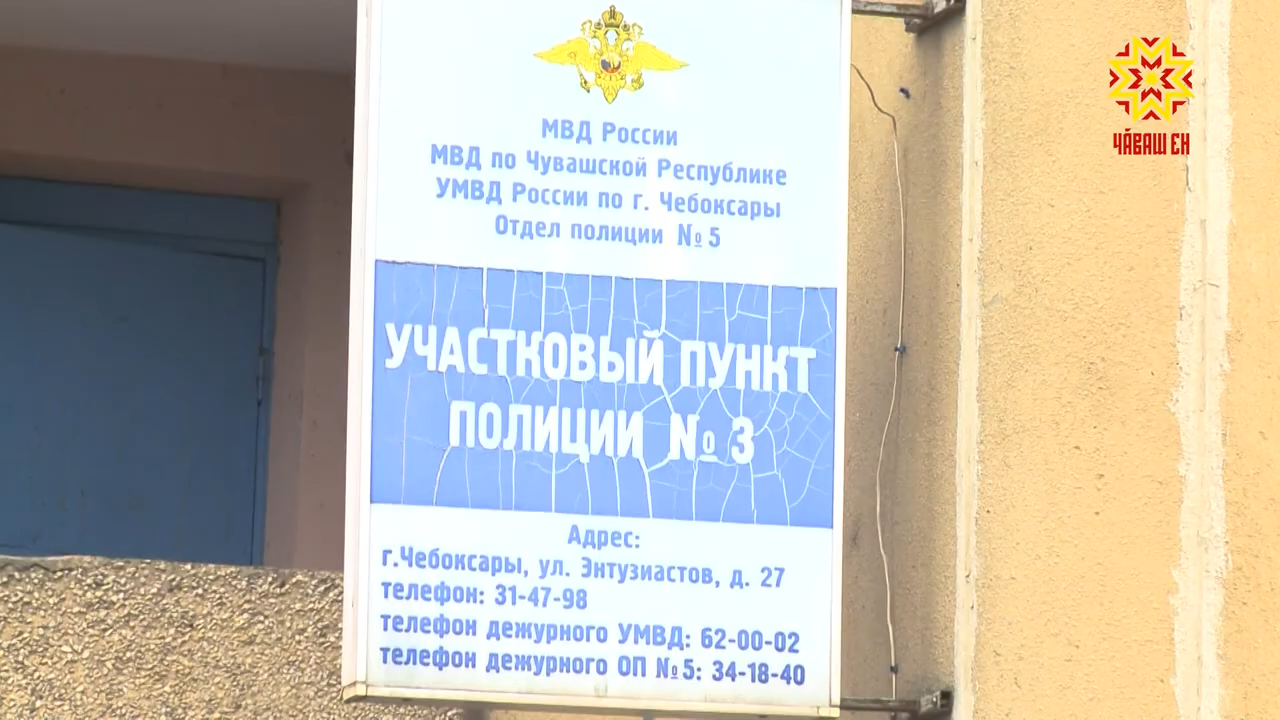 МВД России
МВД по Чувашской Республике
УМВД России по г. Чебоксары
Отдел полиции № 5
УЧАСТКОВЫЙ ПУНКТ
ПОЛИЦИИ № 3
Адрес:
г.Чебоксары, ул. Энтузиастов, д. 27
телефон: 31-47-98
телефон дежурного УМВД: 62-00-02
телефон дежурного ОП №5: 34-18-40
ЧӐВАШ ЕН